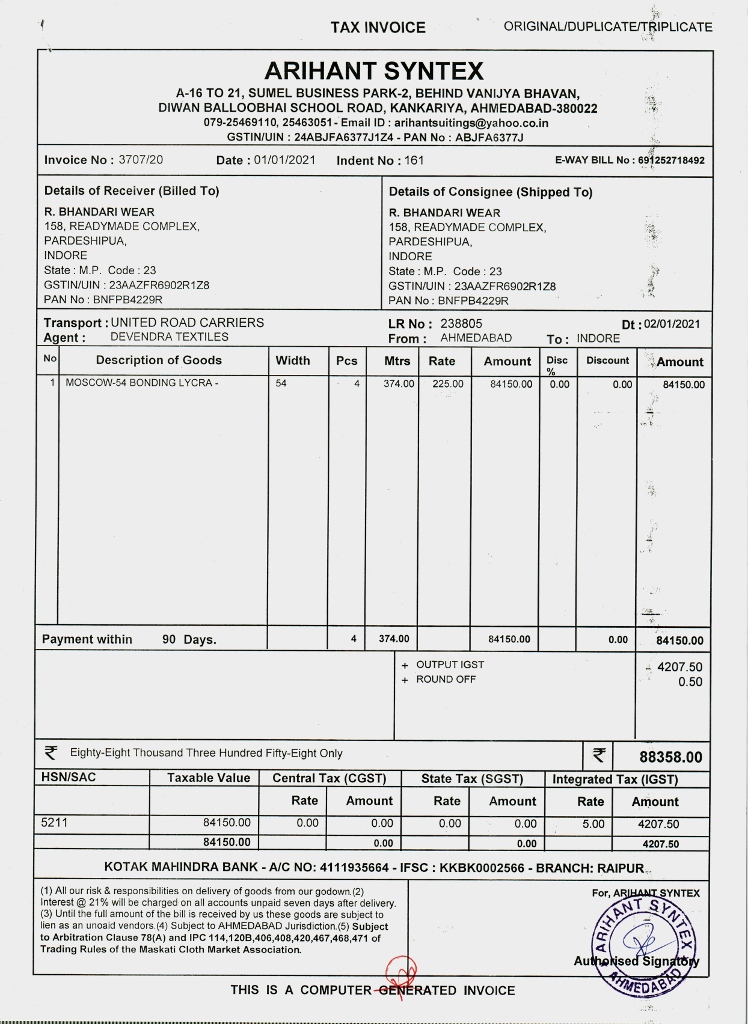 TAX INVOICE
ORIGINAL/DUPLICATE/TRIPLICATE
ARIHANT SYNTEX
A-16 TO 21, SUMEL BUSINESS PARK-2, BEHIND VANIJYA BHAVAN,
DIWAN BALLOOBHAI SCHOOL ROAD, KANKARIYA, AHMEDABAD-380022
079-25469110, 25463051- Email ID : arihantsuitings@yahoo.co.in
GSTIN/UIN : 24ABJFA6377J1Z4 - PAN No : ABJFA6377J
Invoice No : 3707/20 Date : 01/01/2021 Indent No : 161 E-WAY BILL No : 691252718492
Details of Receiver (Billed To)
R. BHANDARI WEAR
158, READYMADE COMPLEX,
PARDESHIPUA,
INDORE
State : M.P. Code : 23
GSTIN/UIN : 23AAZFR6902R1Z8
PAN No : BNFPB4229R
Details of Consignee (Shipped To)
R. BHANDARI WEAR
158, READYMADE COMPLEX,
PARDESHIPUA,
INDORE
State : M.P. Code : 23
GSTIN/UIN : 23AAZFR6902R1Z8
PAN No : BNFPB4229R
Transport : UNITED ROAD CARRIERS LR No : 238805 Dt : 02/01/2021
Agent : DEVENDRA TEXTILES From : AHMEDABAD To : INDORE
No Description of Goods Width Pcs Mtrs Rate Amount Disc % Discount Amount
1 MOSCOW-54 BONDING LYCRA - 54 4 374.00 225.00 84150.00 0.00 0.00 84150.00
Payment within 90 Days. 4 374.00 84150.00 0.00 84150.00
+ OUTPUT IGST 4207.50
+ ROUND OFF 0.50
₹ Eighty-Eight Thousand Three Hundred Fifty-Eight Only ₹ 88358.00
HSN/SAC Taxable Value Central Tax (CGST) State Tax (SGST) Integrated Tax (IGST)
Rate Amount Rate Amount Rate Amount
5211 84150.00 0.00 0.00 0.00 0.00 5.00 4207.50
84150.00 0.00 0.00 4207.50
KOTAK MAHINDRA BANK - A/C NO: 4111935664 - IFSC : KKBK0002566 - BRANCH: RAIPUR
(1) All our risk & responsibilities on delivery of goods from our godown.(2)
Interest @ 21% will be charged on all accounts unpaid seven days after delivery.
(3) Until the full amount of the bill is received by us these goods are subject to
lien as an unoaid vendors.(4) Subject to AHMEDABAD Jurisdiction.(5) Subject
to Arbitration Clause 78(A) and IPC 114,120B,406,408,420,467,468,471 of
Trading Rules of the Maskati Cloth Market Association.
For, ARIHANT SYNTEX
ARIHANT SYNTEX
AHMEDABAD
Authorised Signatory
THIS IS A COMPUTER GENERATED INVOICE